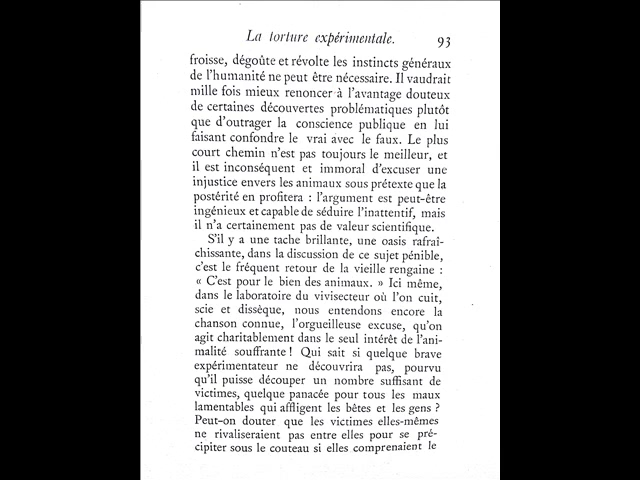 La torture expérimentale. 93
froisse, dégoûte et révolte les instincts généraux
de l'humanité ne peut être nécessaire. Il vaudrait
mille fois mieux renoncer à l'avantage douteux
de certaines découvertes problématiques plutôt
que d'outrager la conscience publique en lui
faisant confondre le vrai avec le faux. Le plus
court chemin n'est pas toujours le meilleur, et
il est inconséquent et immoral d'excuser une
injustice envers les animaux sous prétexte que la
postérité en profitera : l'argument est peut-être
ingénieux et capable de séduire l'inattentif, mais
il n'a certainement pas de valeur scientifique.
S'il y a une tache brillante, une oasis rafraî-
chissante, dans la discussion de ce sujet pénible,
c'est le fréquent retour de la vieille rengaine :
« C'est pour le bien des animaux. » Ici même,
dans le laboratoire du vivisecteur où l'on cuit,
scie et dissèque, nous entendons encore la
chanson connue, l'orgueilleuse excuse, qu'on
agit charitablement dans le seul intérêt de l'ani-
malité souffrante ! Qui sait si quelque brave
expérimentateur ne découvrira pas, pourvu
qu'il puisse découper un nombre suffisant de
victimes, quelque panacée pour tous les maux
lamentables qui affligent les bêtes et les gens ?
Peut-on douter que les victimes elles-mêmes
ne rivaliseraient pas entre elles pour se pré-
cipiter sous le couteau si elles comprenaient le